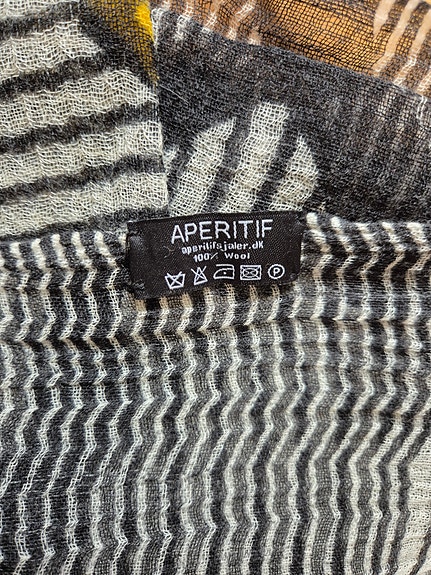 APERITIF
aperitifsjaler.dk
100% Wool
P